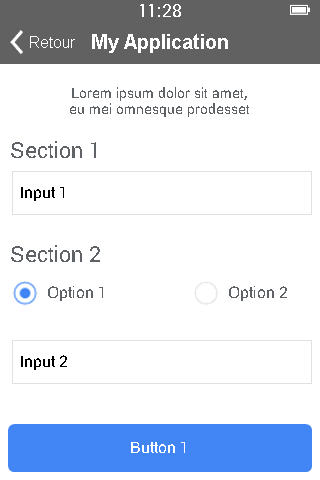 11:28
Retour My Application
Lorem ipsum dolor sit amet,
eu mei omnesque prodesset
Section 1
Input 1
Section 2
Option 1 Option 2
Input 2
Button 1